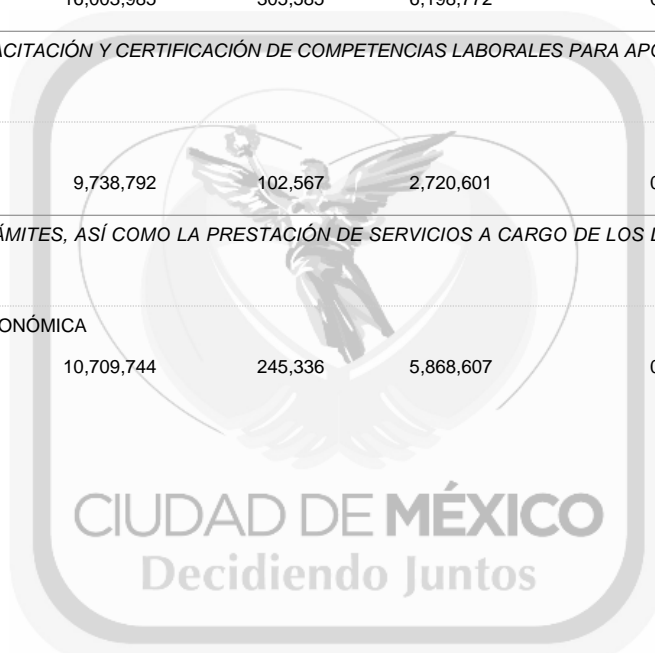 ACITACIÓN Y CERTIFICACIÓN DE COMPETENCIAS LABORALES PARA
9,738,792 102,567 2,720,601 0
ÁMITES, ASÍ COMO LA PRESTACIÓN DE SERVICIOS A CARGO DE LOS
ONÓMICA
10,709,744 245,336 5,868,607 0
CIUDAD DE MÉXICO
Decidiendo Juntos